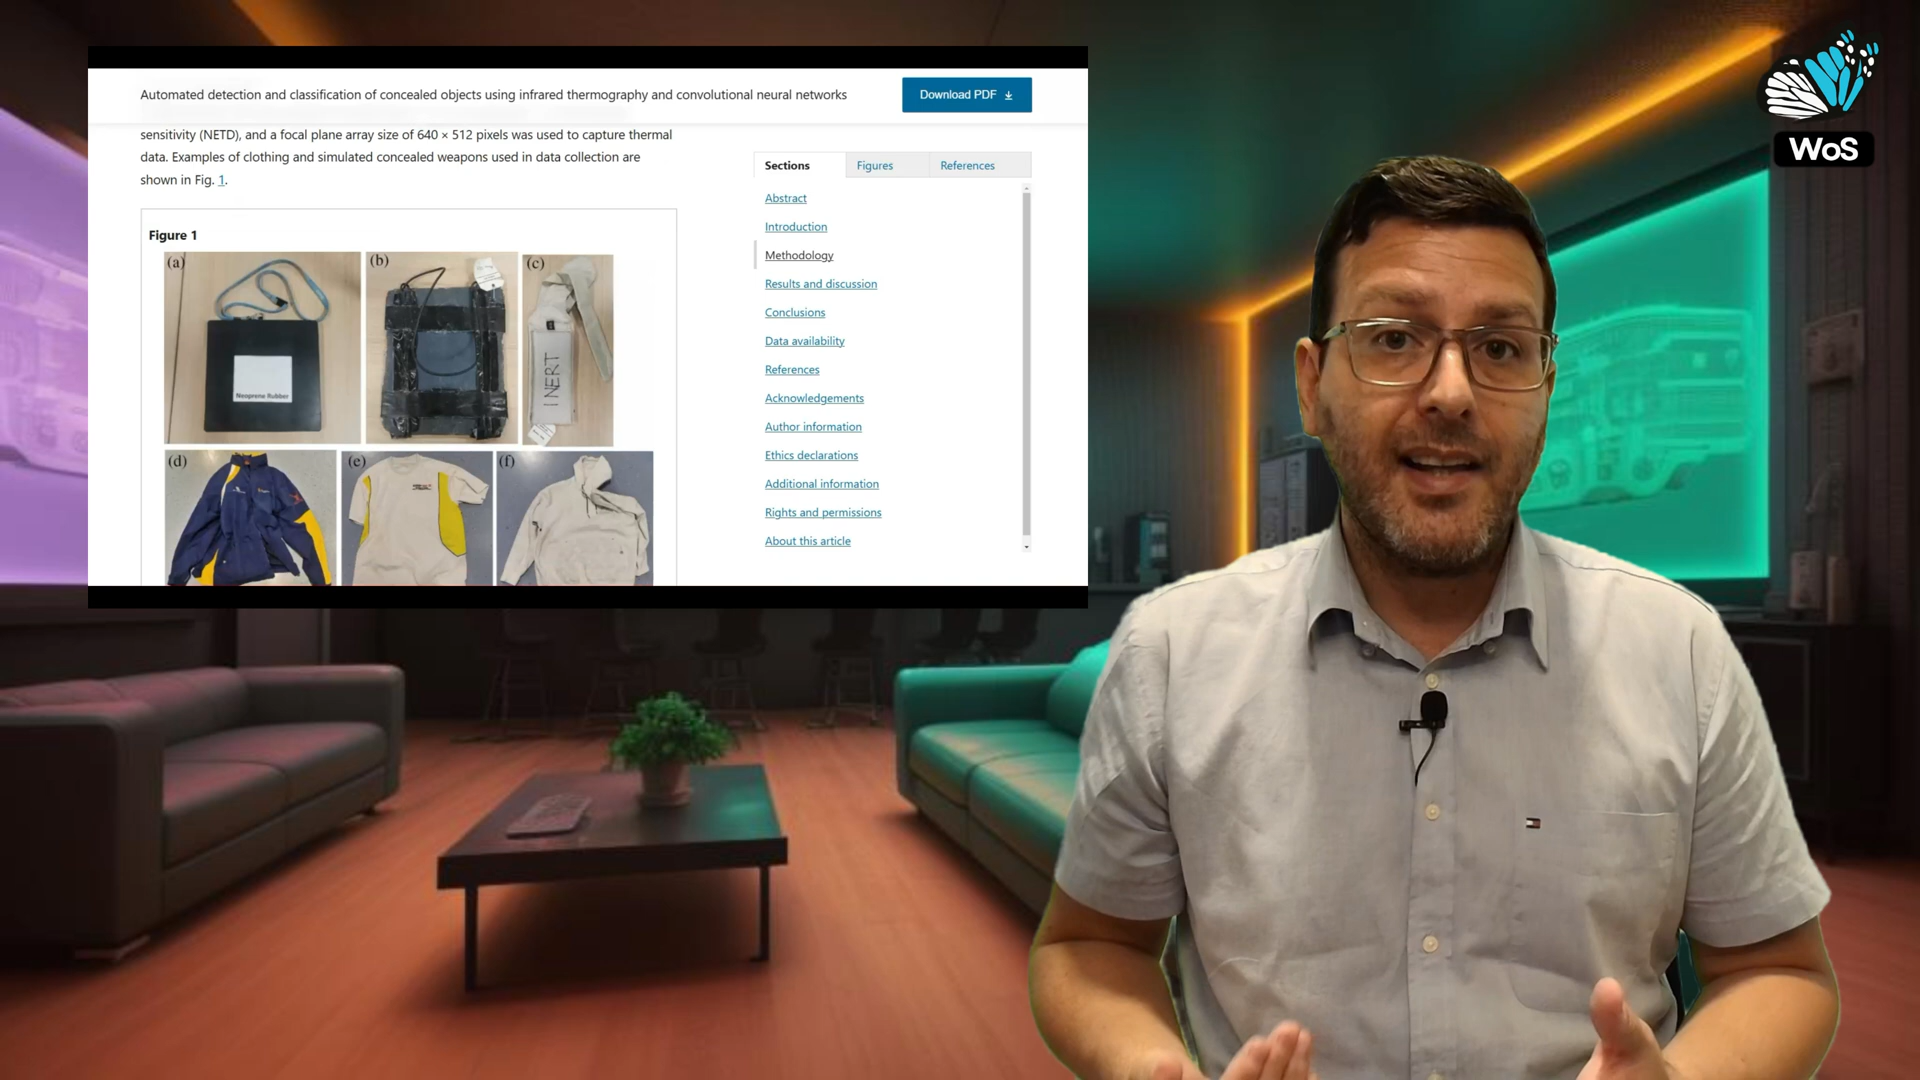 Automated detection and classification of concealed objects using infrared thermography and convolutional neural networks
Download PDF
sensitivity (NETD), and a focal plane array size of 640 × 512 pixels was used to capture thermal
data. Examples of clothing and simulated concealed weapons used in data collection are
shown in Fig. 1.
Figure 1
(a)
(b)
(c)
Neoprene Rubber
INERT
(d)
(e)
(f)
Sections
Figures
References
Abstract
Introduction
Methodology
Results and discussion
Conclusions
Data availability
References
Acknowledgements
Author information
Ethics declarations
Additional information
Rights and permissions
About this article
WoS